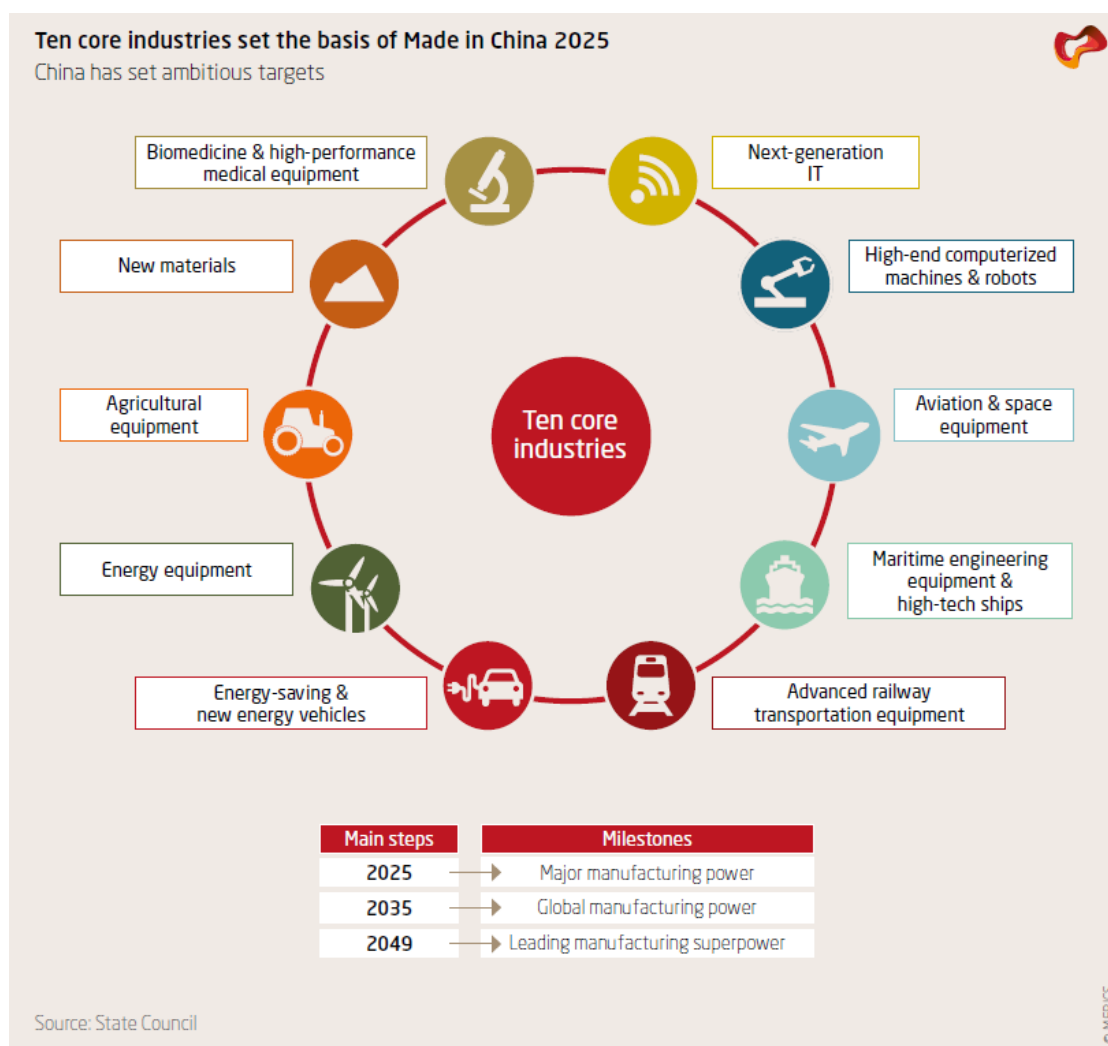 Ten core industries set the basis of Made in China 2025
China has set ambitious targets
Biomedicine & high-performance
medical equipment
Next-generation
IT
New materials
High-end computerized
machines & robots
Agricultural
equipment
Ten core
industries
Aviation & space
equipment
Energy equipment
Maritime engineering
equipment &
high-tech ships
Energy-saving &
new energy vehicles
Advanced railway
transportation equipment
Main steps Milestones
2025 Major manufacturing power
2035 Global manufacturing power
2049 Leading manufacturing superpower
Source: State Council
© MERICS